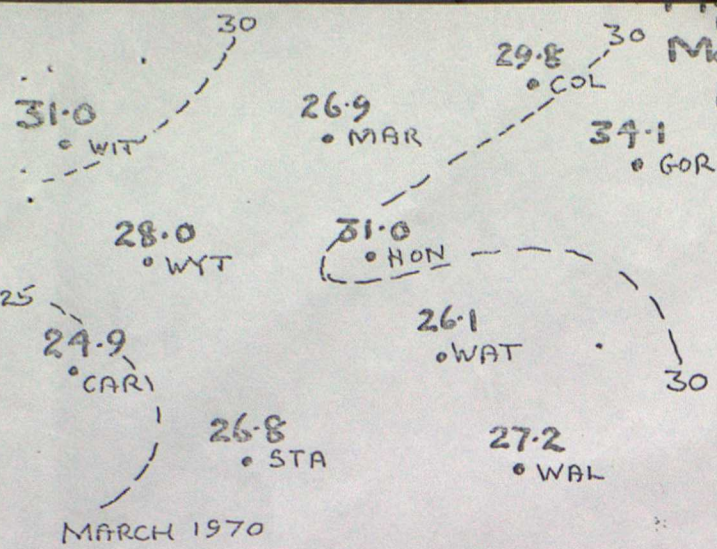 30
30
M
29.8
COL
31.0
WIT
26.9
MAR
34.1
GOR
28.0
WYT
31.0
HON
25
24.9
CARI
26.1
WAT
30
26.8
STA
27.2
WAL
MARCH 1970